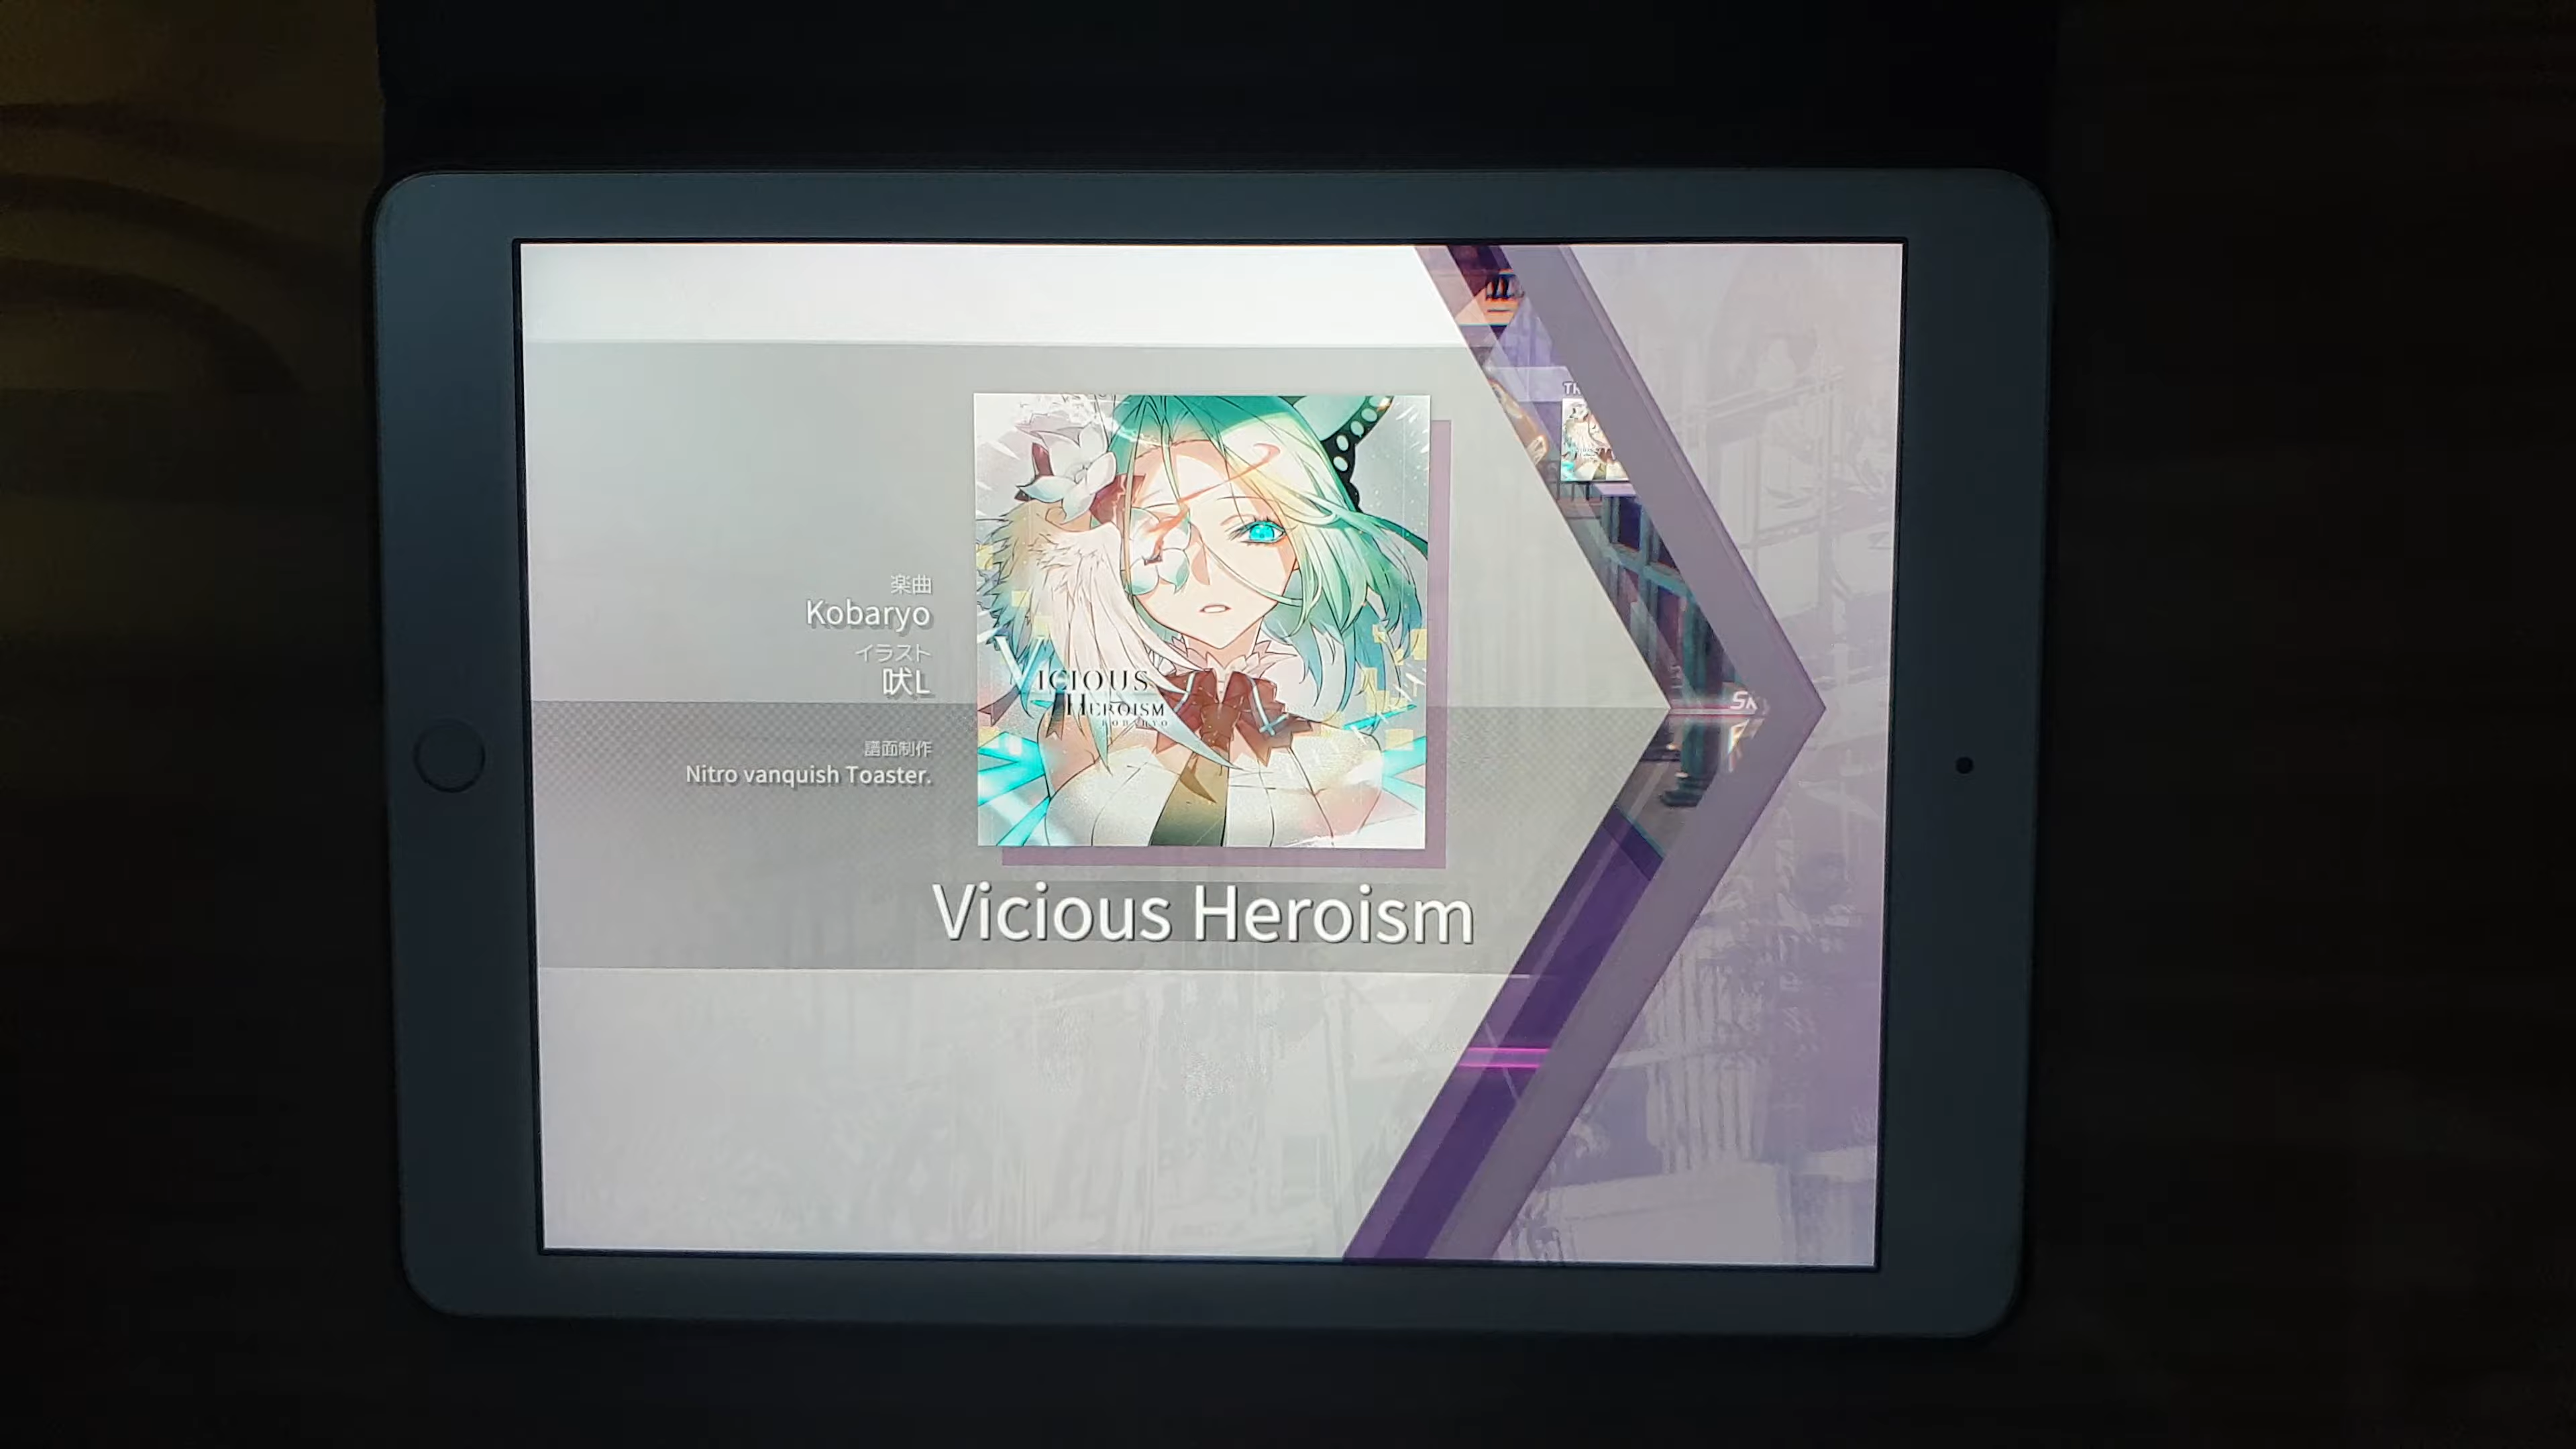 楽曲
Kobaryo
イラスト
吠L
譜面制作
Nitro vanquish Toaster.
VICIOUS
HEROISM
KOBARYO
Vicious Heroism